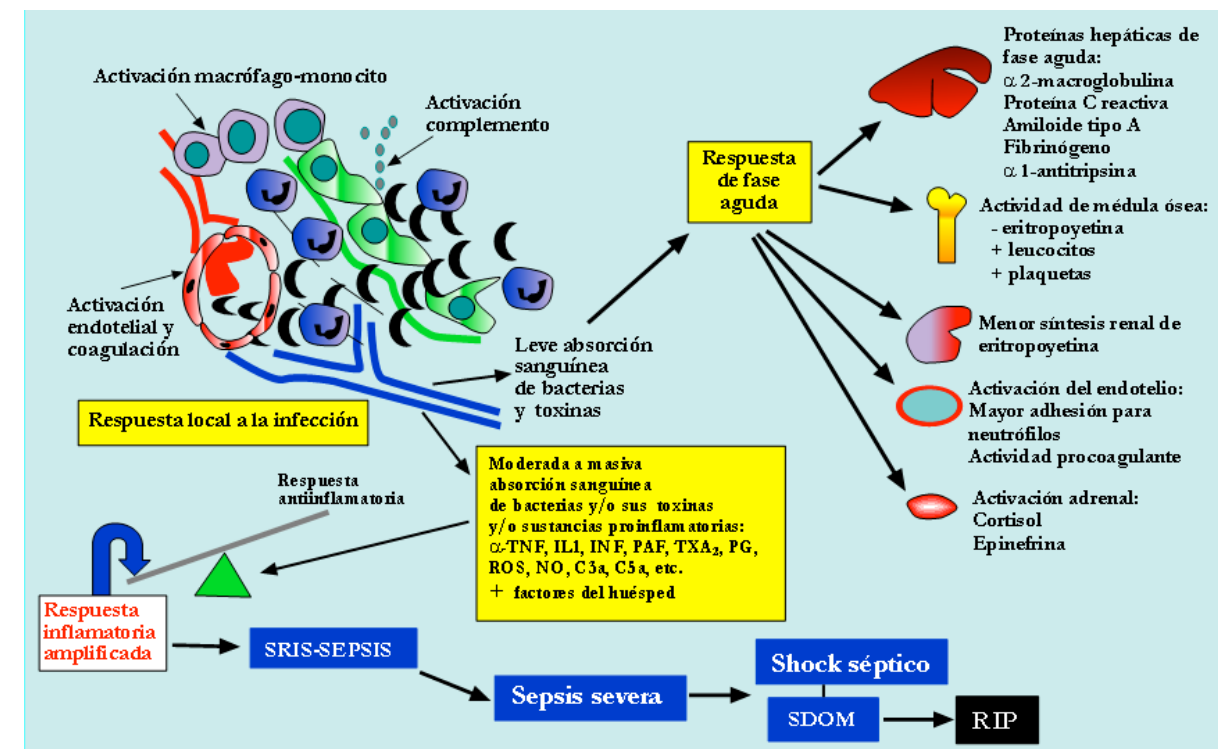 Activación macrófago-monocito
Activación
complemento
Activación
endotelial y
coagulación
Respuesta local a la infección
Leve absorción
sanguínea
de bacterias
y toxinas
Respuesta
de fase
aguda
Proteínas hepáticas de
fase aguda:
α2-macroglobulina
Proteína C reactiva
Amiloide tipo A
Fibrinógeno
α1-antitripsina
Actividad de médula ósea:
- eritropoyetina
+ leucocitos
+ plaquetas
Menor síntesis renal de
eritropoyetina
Activación del endotelio:
Mayor adhesión para
neutrófilos
Actividad procoagulante
Activación adrenal:
Cortisol
Epinefrina
Moderada a masiva
absorción sanguínea
de bacterias y/o sus toxinas
y/o sustancias proinflamatorias:
α-TNF, IL1, INF, PAF, TXA₂, PG,
ROS, NO, C3a, C5a, etc.
+ factores del huésped
Respuesta
antiinflamatoria
Respuesta
inflamatoria
amplificada
SRIS-SEPSIS
Sepsis severa
Shock séptico
SDOM
RIP